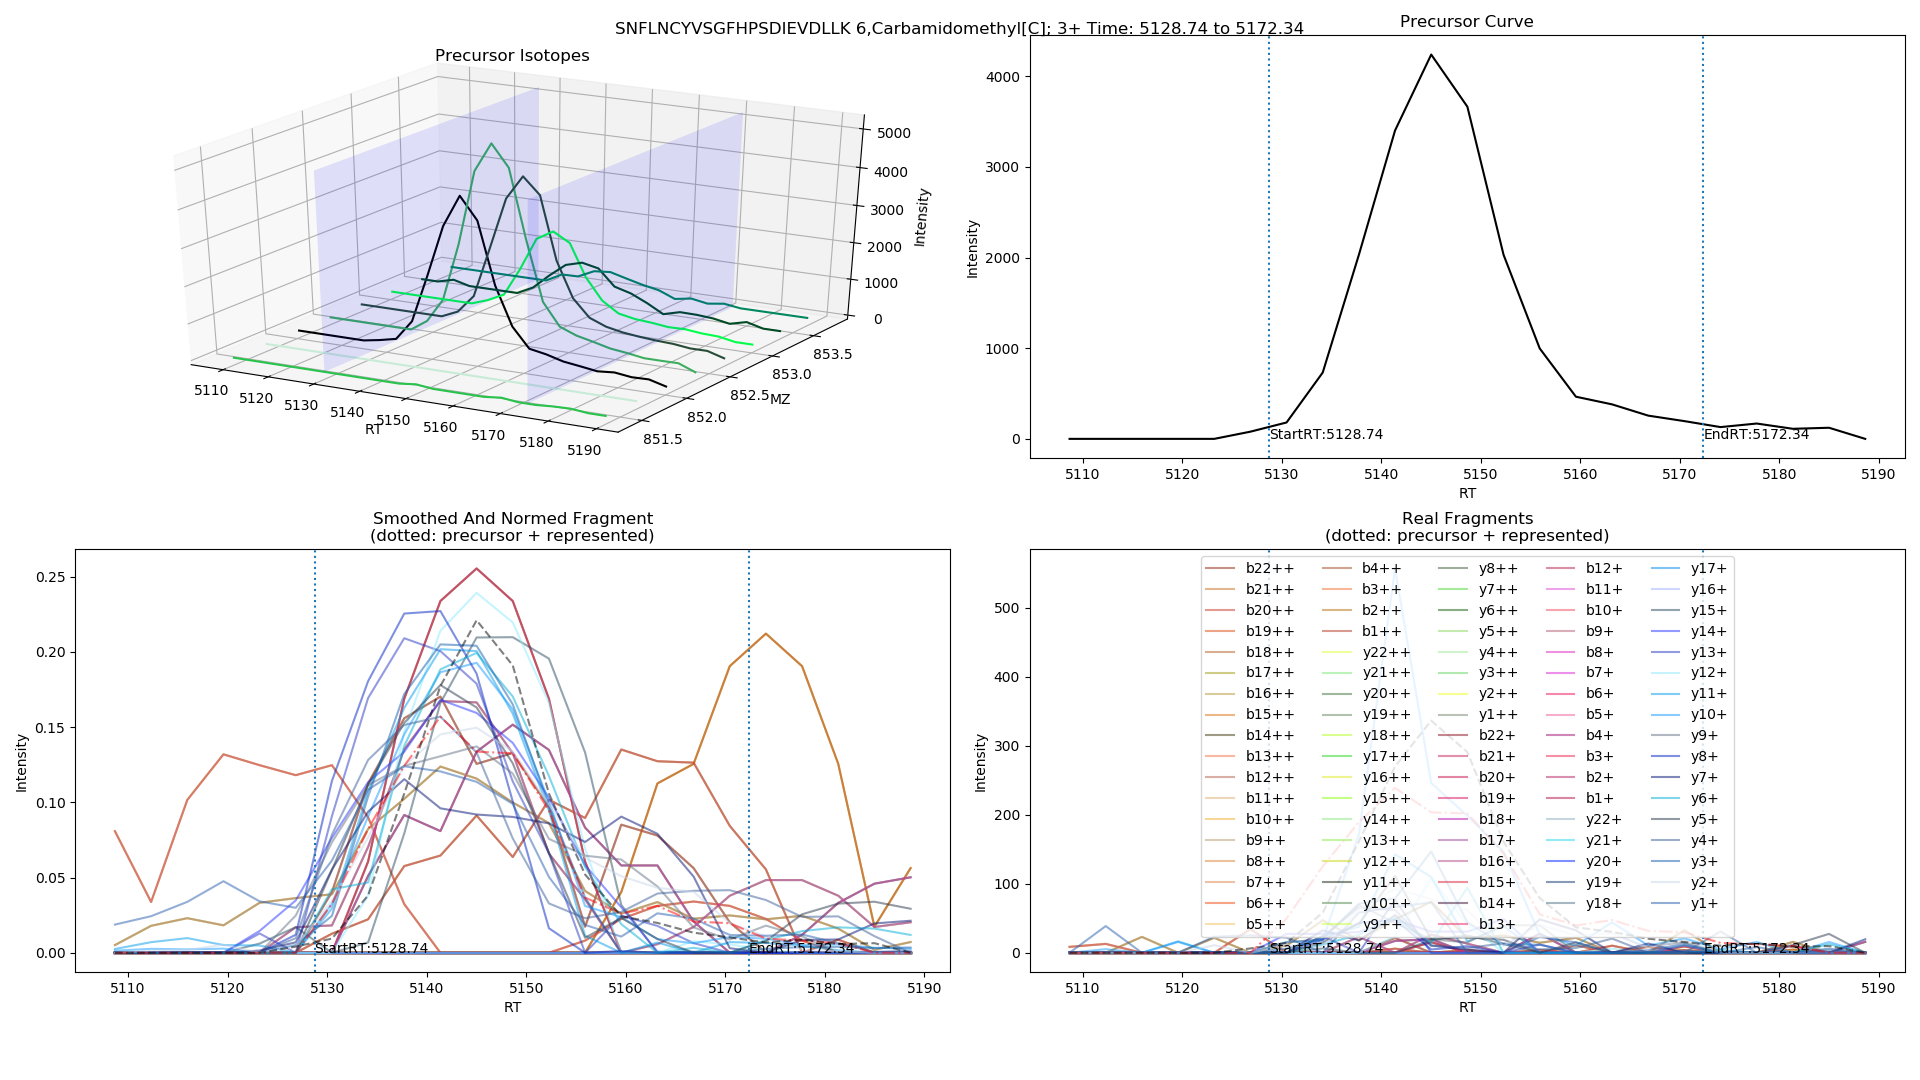 SNFLNCYVSGFHPSDIEVDLLK 6,Carbamidomethyl[C]; 3+ Time: 5128.74 to 5172.34
Precursor Isotopes
5000
4000
3000
2000
1000
0
Intensity
853.5
853.0
852.5
852.0
851.5
MZ
5110
5120
5130
5140
5150
5160
5170
5180
5190
RT
Precursor Curve
4000
3000
2000
1000
0
Intensity
StartRT:5128.74
EndRT:5172.34
5110 5120 5130 5140 5150 5160 5170 5180 5190
RT
Smoothed And Normed Fragment
(dotted: precursor + represented)
0.25
0.20
0.15
0.10
0.05
0.00
Intensity
StartRT:5128.74
EndRT:5172.34
5110 5120 5130 5140 5150 5160 5170 5180 5190
RT
Real Fragments
(dotted: precursor + represented)
500
400
300
200
100
0
Intensity
b22++ b4++ y8++ b12+ y17+
b21++ b3++ y7++ b11+ y16+
b20++ b2++ y6++ b10+ y15+
b19++ b1++ y5++ b9+ y14+
b18++ y22++ y4++ b8+ y13+
b17++ y21++ y3++ b7+ y12+
b16++ y20++ y2++ b6+ y11+
b15++ y19++ y1++ b5+ y10+
b14++ y18++ b22+ b4+ y9+
b13++ y17++ b21+ b3+ y8+
b12++ y16++ b20+ b2+ y7+
b11++ y15++ b19+ b1+ y6+
b10++ y14++ b18+ y22+ y5+
b9++ y13++ b17+ y21+ y4+
b8++ y12++ b16+ y20+ y3+
b7++ y11++ b15+ y19+ y2+
b6++ y10++ b14+ y18+ y1+
b5++ y9++ b13+
StartRT:5128.74
EndRT:5172.34
5110 5120 5130 5140 5150 5160 5170 5180 5190
RT